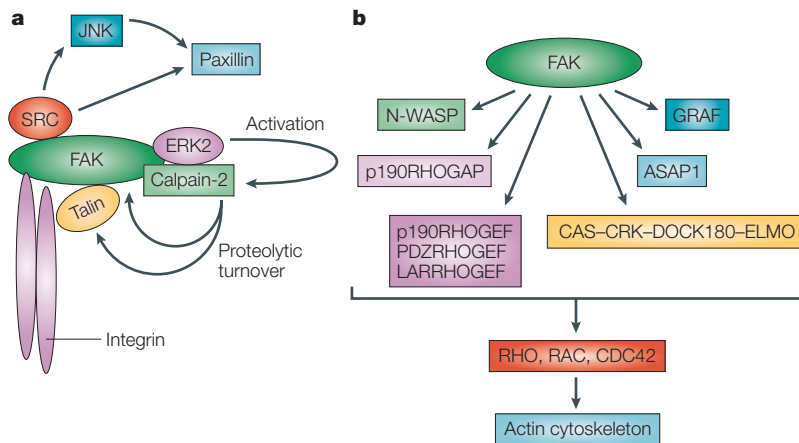 a
JNK
Paxillin
SRC
FAK
ERK2
Activation
Calpain-2
Talin
Proteolytic
turnover
Integrin
b
FAK
N-WASP
GRAF
p190RHOGAP
ASAP1
p190RHOGEF
PDZRHOGEF
LARRHOGEF
CAS–CRK–DOCK180–ELMO
RHO, RAC, CDC42
Actin cytoskeleton